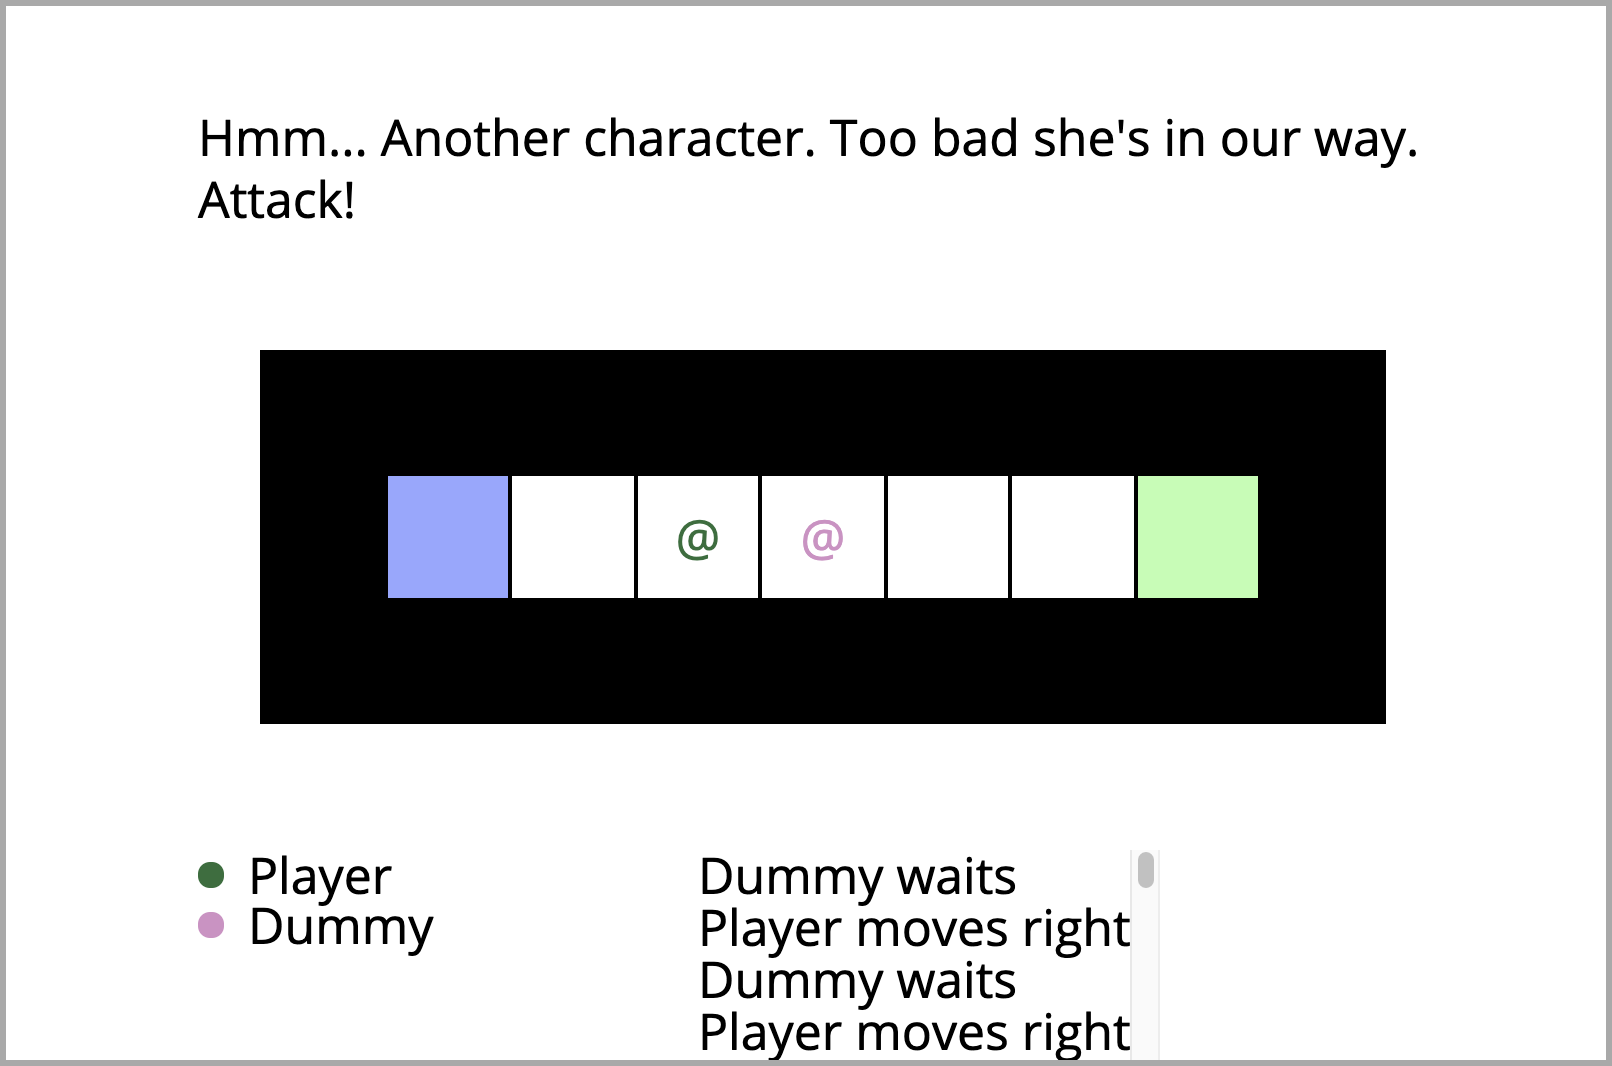 Hmm... Another character. Too bad she's in our way.
Attack!
@ @
Player
Dummy
Dummy waits
Player moves right
Dummy waits
Player moves right